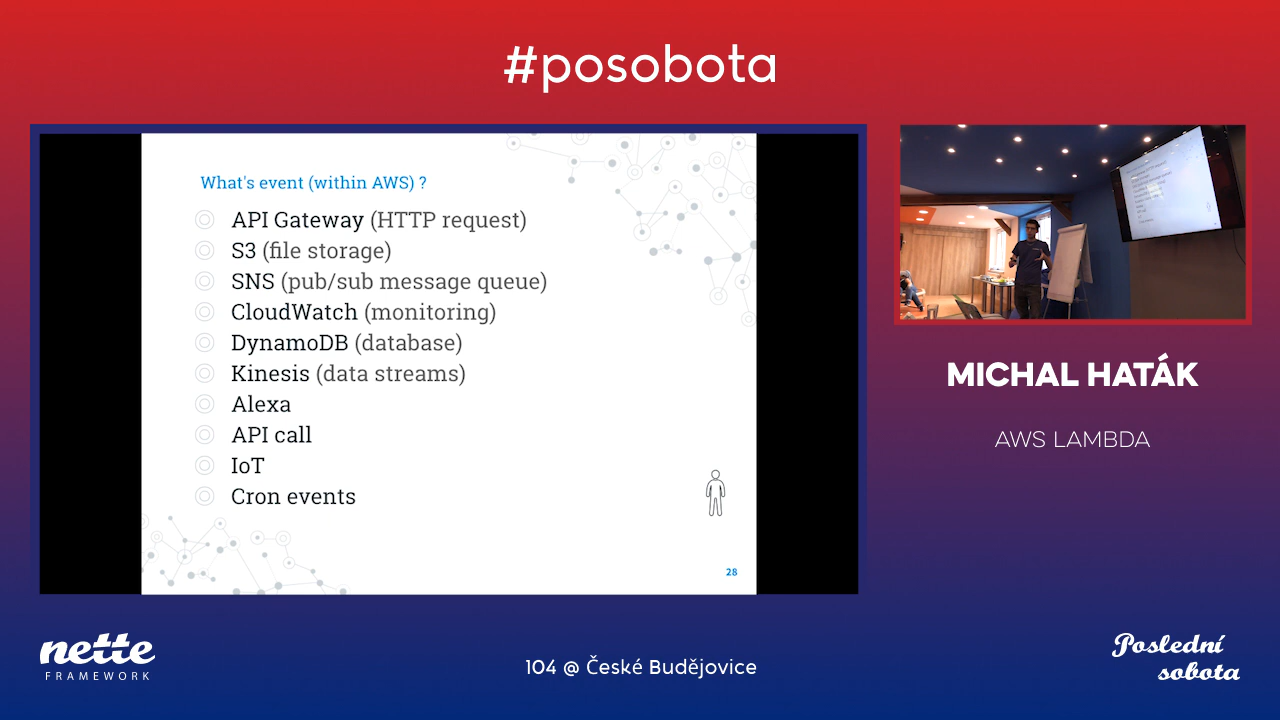 #posobota
What's event (within AWS) ?
API Gateway (HTTP request)
S3 (file storage)
SNS (pub/sub message queue)
CloudWatch (monitoring)
DynamoDB (database)
Kinesis (data streams)
Alexa
API call
IoT
Cron events
28
MICHAL HATÁK
AWS LAMBDA
nette
FRAMEWORK
104 @ České Budějovice
Poslední
sobota